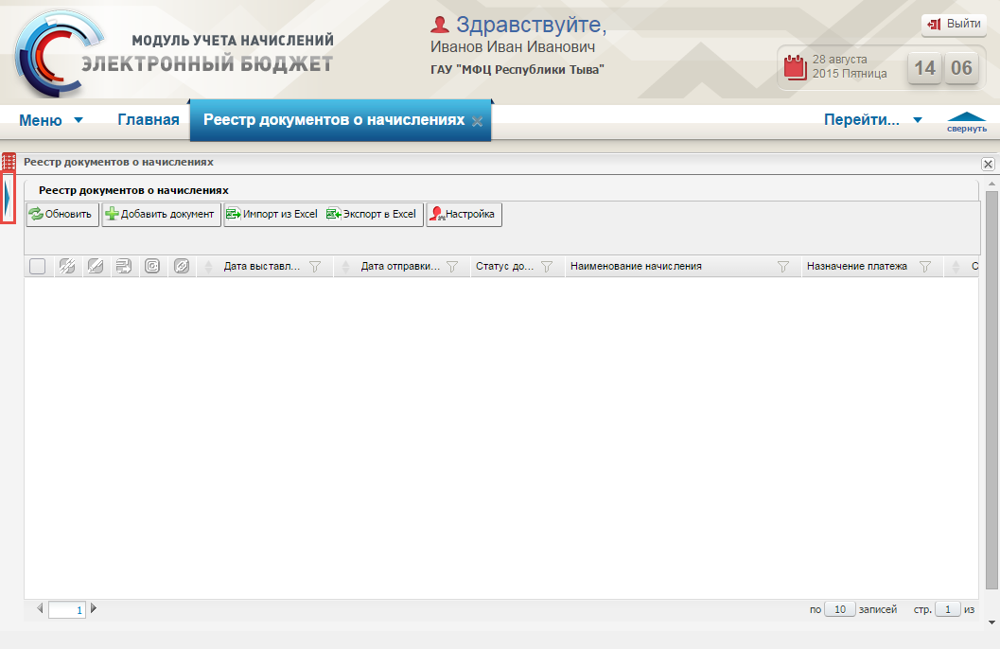 МОДУЛЬ УЧЕТА НАЧИСЛЕНИЙ
ЭЛЕКТРОННЫЙ БЮДЖЕТ
Здравствуйте,
Иванов Иван Иванович
ГАУ "МФЦ Республики Тыва"
Выйти
28 августа
2015 Пятница
14 06
Меню Главная Реестр документов о начислениях Перейти...
свернуть
Реестр документов о начислениях
Реестр документов о начислениях
Обновить Добавить документ Импорт из Excel Экспорт в Excel Настройка
Дата выставл... Дата отправки... Статус до... Наименование начисления Назначение платежа С
1 по 10 записей стр. 1 из